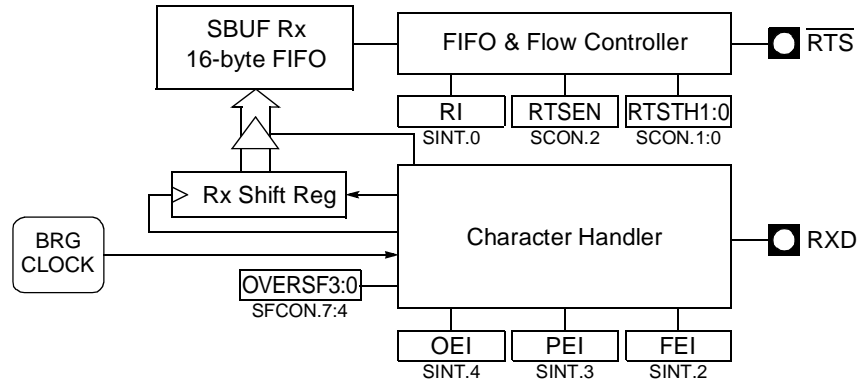 SBUF Rx
16-byte FIFO
FIFO & Flow Controller
RTS
RI
RTSEN
RTSTH1:0
SINT.0
SCON.2
SCON.1:0
Rx Shift Reg
Character Handler
RXD
BRG
CLOCK
OVERSF3:0
SFCON.7:4
OEI
PEI
FEI
SINT.4
SINT.3
SINT.2